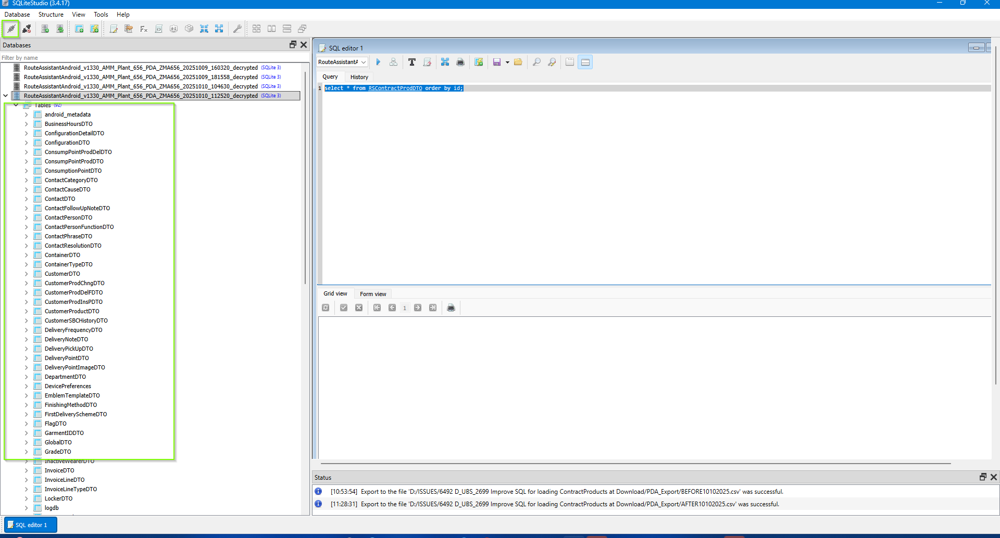 SQLiteStudio (3.4.17)
Database Structure View Tools Help
Databases
Filter by name
RouteAssistantAndroid_v1330_AMM_Plant_656_PDA_ZMA656_20251009_160320_decrypted (SQLite 3)
RouteAssistantAndroid_v1330_AMM_Plant_656_PDA_ZMA656_20251009_181558_decrypted (SQLite 3)
RouteAssistantAndroid_v1330_AMM_Plant_656_PDA_ZMA656_20251010_104630_decrypted (SQLite 3)
RouteAssistantAndroid_v1330_AMM_Plant_656_PDA_ZMA656_20251010_112520_decrypted (SQLite 3)
Tables (92)
android_metadata
BusinessHoursDTO
ConfigurationDetailDTO
ConfigurationDTO
ConsumpPointProdDelDTO
ConsumpPointProdDTO
ConsumptionPointDTO
ContactCategoryDTO
ContactCauseDTO
ContactDTO
ContactFollowUpNoteDTO
ContactPersonDTO
ContactPersonFunctionDTO
ContactPhraseDTO
ContactResolutionDTO
ContainerDTO
ContainerTypeDTO
CustomerDTO
CustomerProdChngDTO
CustomerProdDelFDTO
CustomerProdInsPDTO
CustomerProductDTO
CustomerSBCHistoryDTO
DeliveryFrequencyDTO
DeliveryNoteDTO
DeliveryPickUpDTO
DeliveryPointDTO
DeliveryPointImageDTO
DepartmentDTO
DevicePreferences
EmblemTemplateDTO
FinishingMethodDTO
FirstDeliverySchemeDTO
FlagDTO
GarmentIDDTO
GlobalDTO
GradeDTO
InactiveWearerDTO
InvoiceDTO
InvoiceLineDTO
InvoiceLineTypeDTO
LockerDTO
logdb
SQL editor 1
RouteAssistantA
Query History
1 select * from RSContractProdDTO order by id;
Grid view Form view
1
Status
[10:53:54] Export to the file 'D:/ISSUES/6492 D_UBS_2699 Improve SQL for loading ContractProducts at Download/PDA_Export/BEFORE10102025.csv' was successful.
[11:28:31] Export to the file 'D:/ISSUES/6492 D_UBS_2699 Improve SQL for loading ContractProducts at Download/PDA_Export/AFTER10102025.csv' was successful.
SQL editor 1